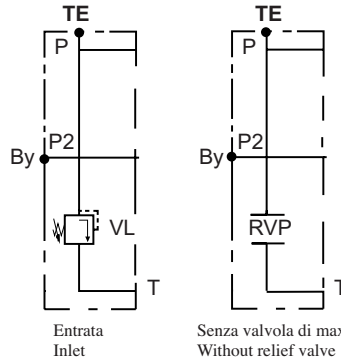 TE
P
P2
By
VL
T
Entrata
Inlet
TE
P
P2
By
RVP
T
Senza valvola di max
Without relief valve